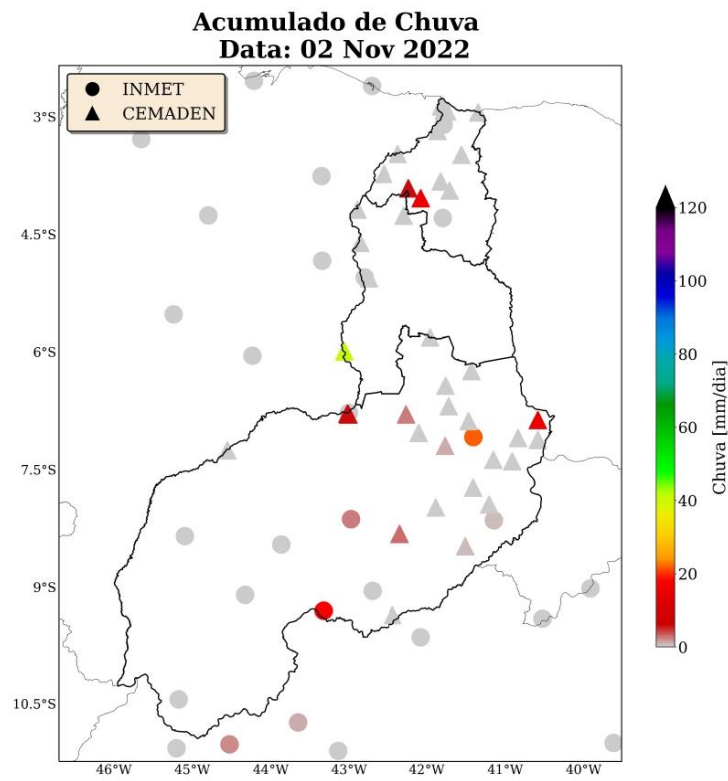 Acumulado de Chuva
Data: 02 Nov 2022
INMET
CEMADEN
3°S
4.5°S
6°S
7.5°S
9°S
10.5°S
46°W
45°W
44°W
43°W
42°W
41°W
40°W
120
100
80
60
40
20
0
Chuva [mm/dia]